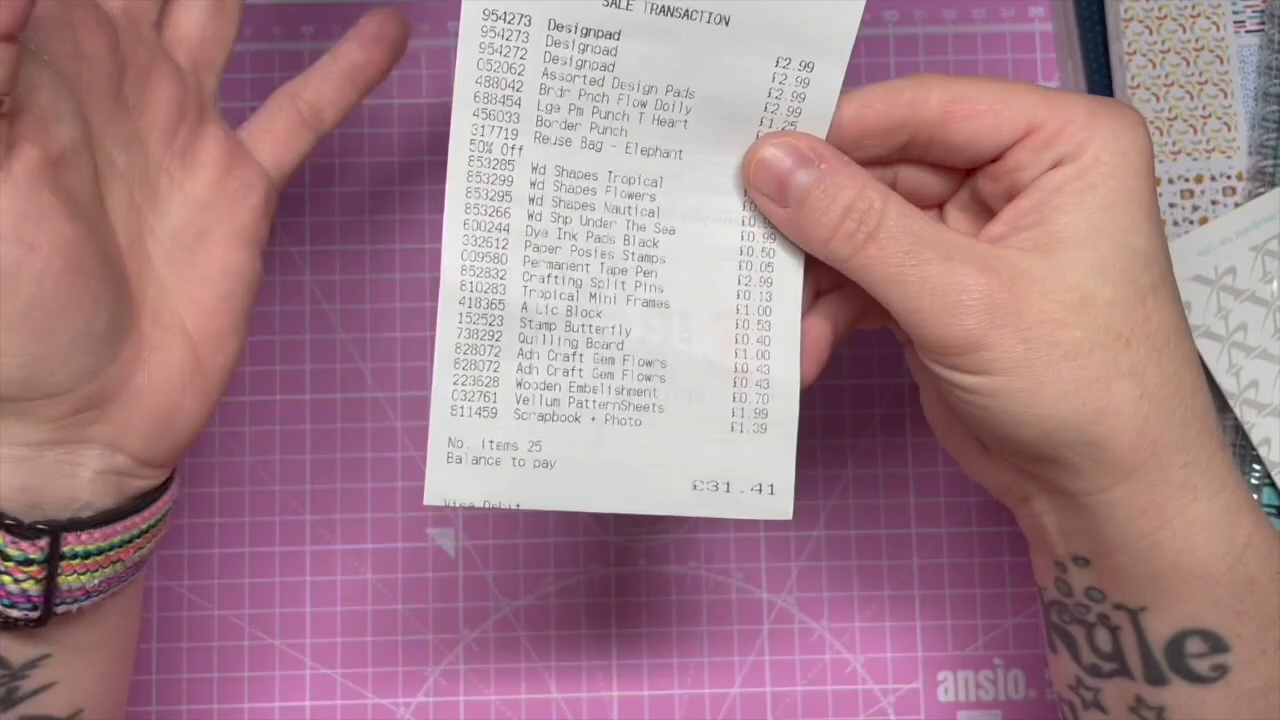 SALE TRANSACTION
954273 Designpad £2.99
954273 Designpad £2.99
954272 Designpad £2.99
052062 Assorted Design Pads £2.99
488042 Brdr Pnch Flow Doily £1.25
688454 Lge Pm Punch T Heart
456033 Border Punch
317719 Reuse Bag - Elephant
50% Off
853285 Wd Shapes Tropical
853299 Wd Shapes Flowers
853295 Wd Shapes Nautical
853266 Wd Shp Under The Sea £0.99
600244 Dye Ink Pads Black £0.50
332612 Paper Posies Stamps £0.05
009580 Permanent Tape Pen £2.99
852832 Crafting Split Pins £0.13
810283 Tropical Mini Frames £1.00
418365 A Lic Block £0.53
152523 Stamp Butterfly £0.40
738292 Quilling Board £1.00
828072 Adh Craft Gem Flowrs £0.43
828072 Adh Craft Gem Flowrs £0.43
223628 Wooden Embelishment £0.70
032761 Vellum PatternSheets £1.99
811459 Scrapbook + Photo £1.39
No. Items 25
Balance to pay
£31.41
Visa Debit
ansio.
Kyle